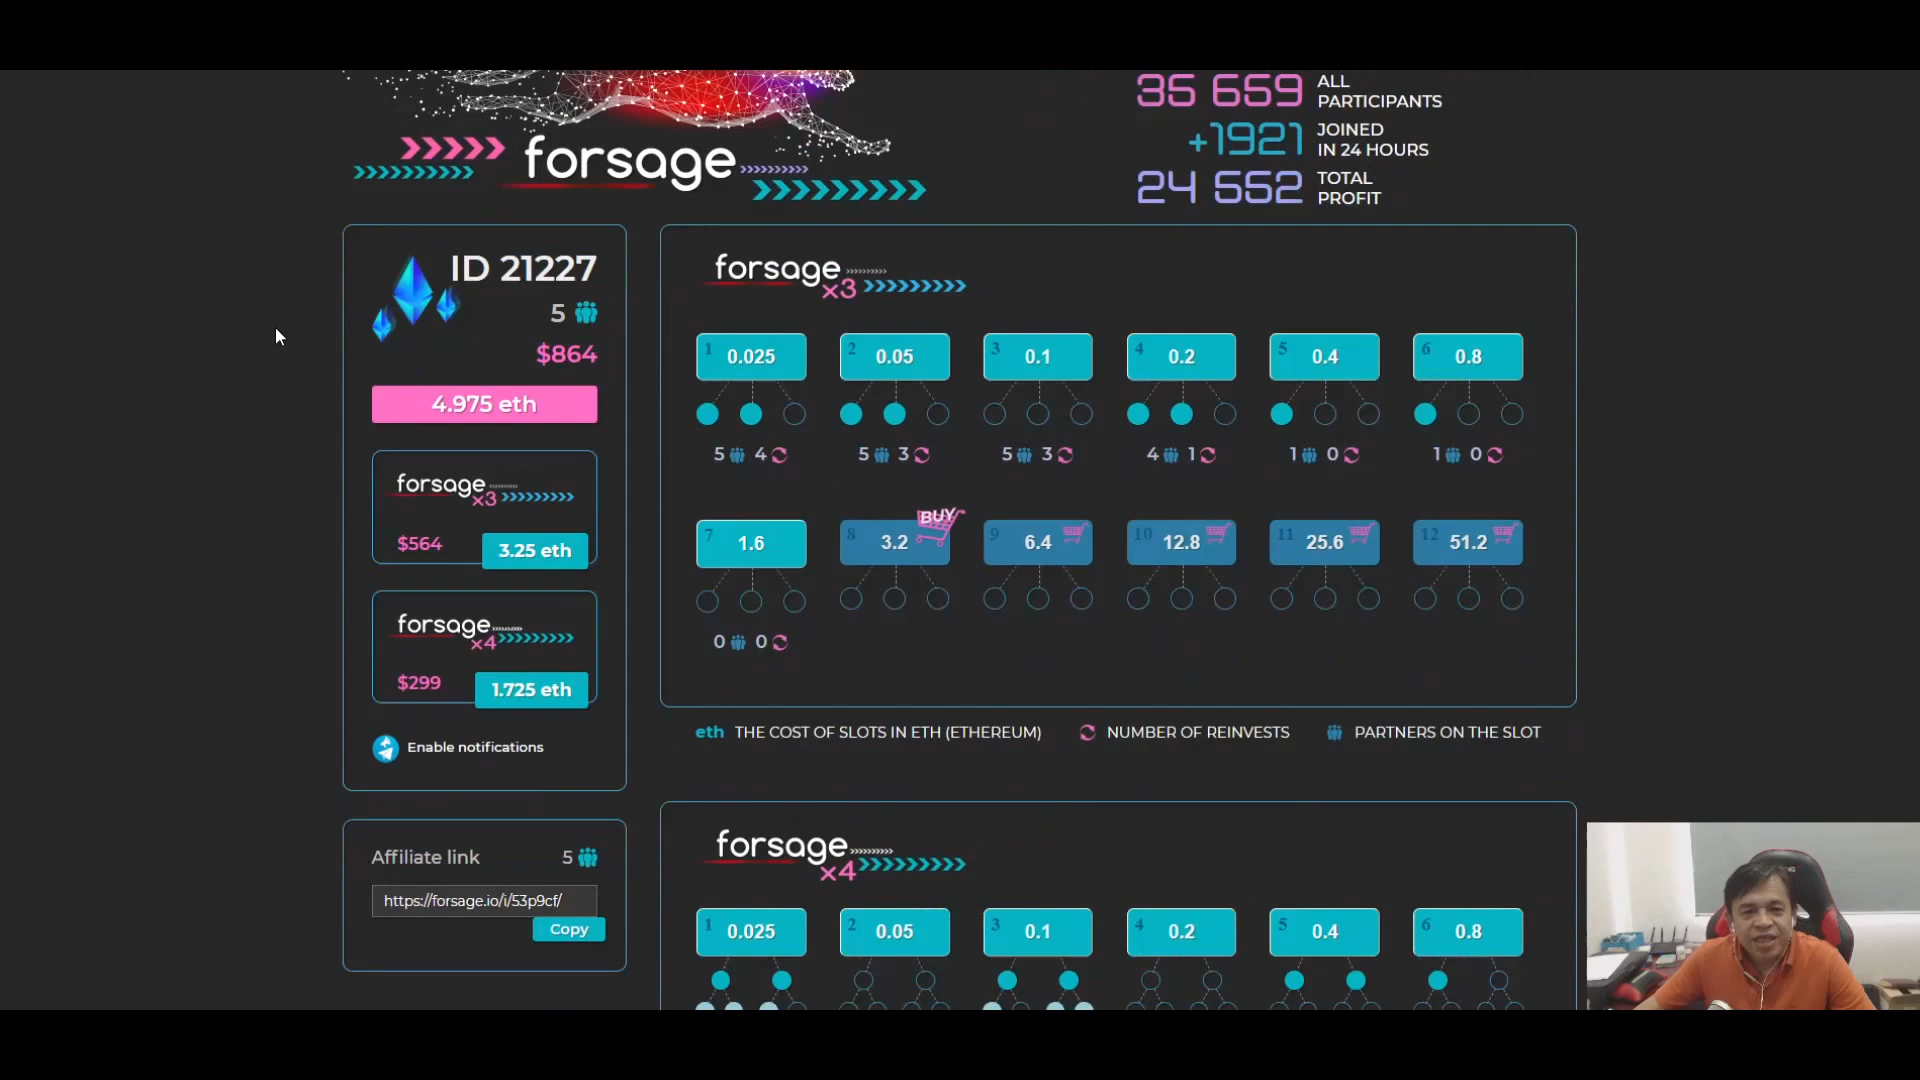 35 659 ALL PARTICIPANTS
+1921 JOINED IN 24 HOURS
24 552 TOTAL PROFIT
forsage
ID 21227
5
$864
4.975 eth
forsage x3
$564 3.25 eth
forsage x4
$299 1.725 eth
Enable notifications
Affiliate link 5
https://forsage.io/i/53p9cf/
Copy
forsage x3
1 0.025 2 0.05 3 0.1 4 0.2 5 0.4 6 0.8
5 4 5 3 5 3 4 1 1 0 1 0
BUY
7 1.6 8 3.2 9 6.4 10 12.8 11 25.6 12 51.2
0 0
eth THE COST OF SLOTS IN ETH (ETHEREUM) NUMBER OF REINVESTS PARTNERS ON THE SLOT
forsage x4
1 0.025 2 0.05 3 0.1 4 0.2 5 0.4 6 0.8